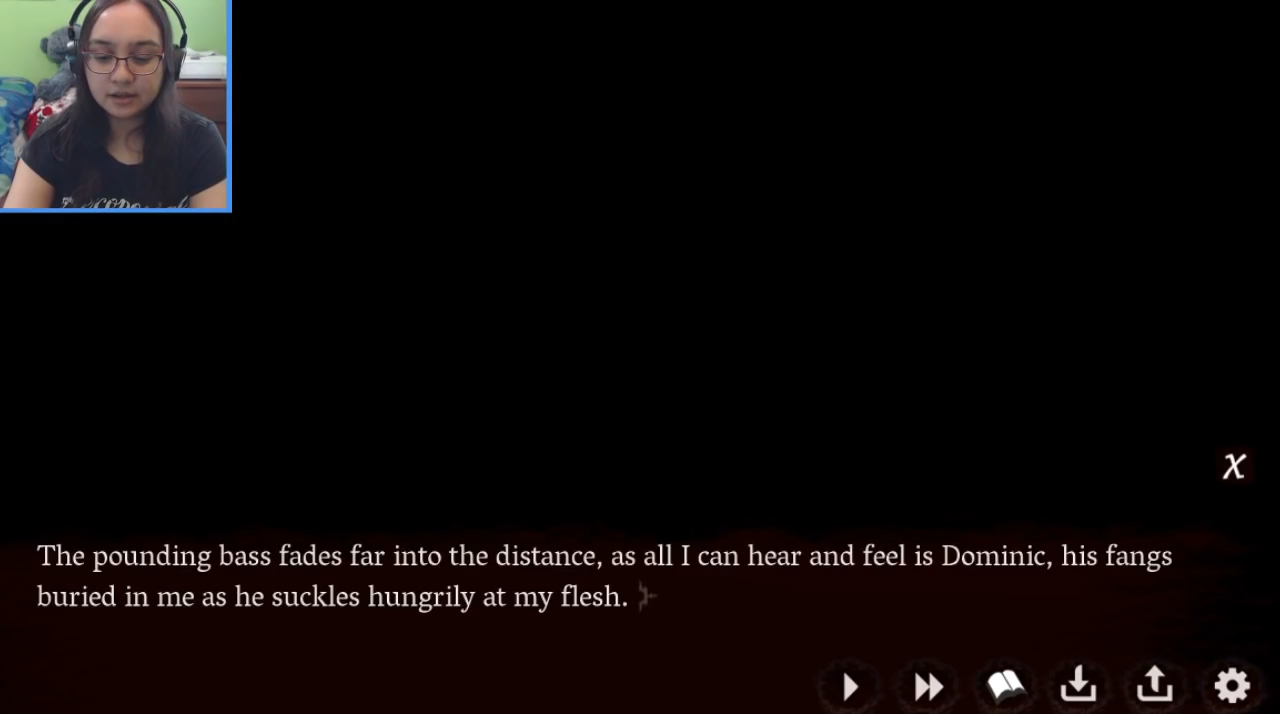 X
The pounding bass fades far into the distance, as all I can hear and feel is Dominic, his fangs
buried in me as he suckles hungrily at my flesh.